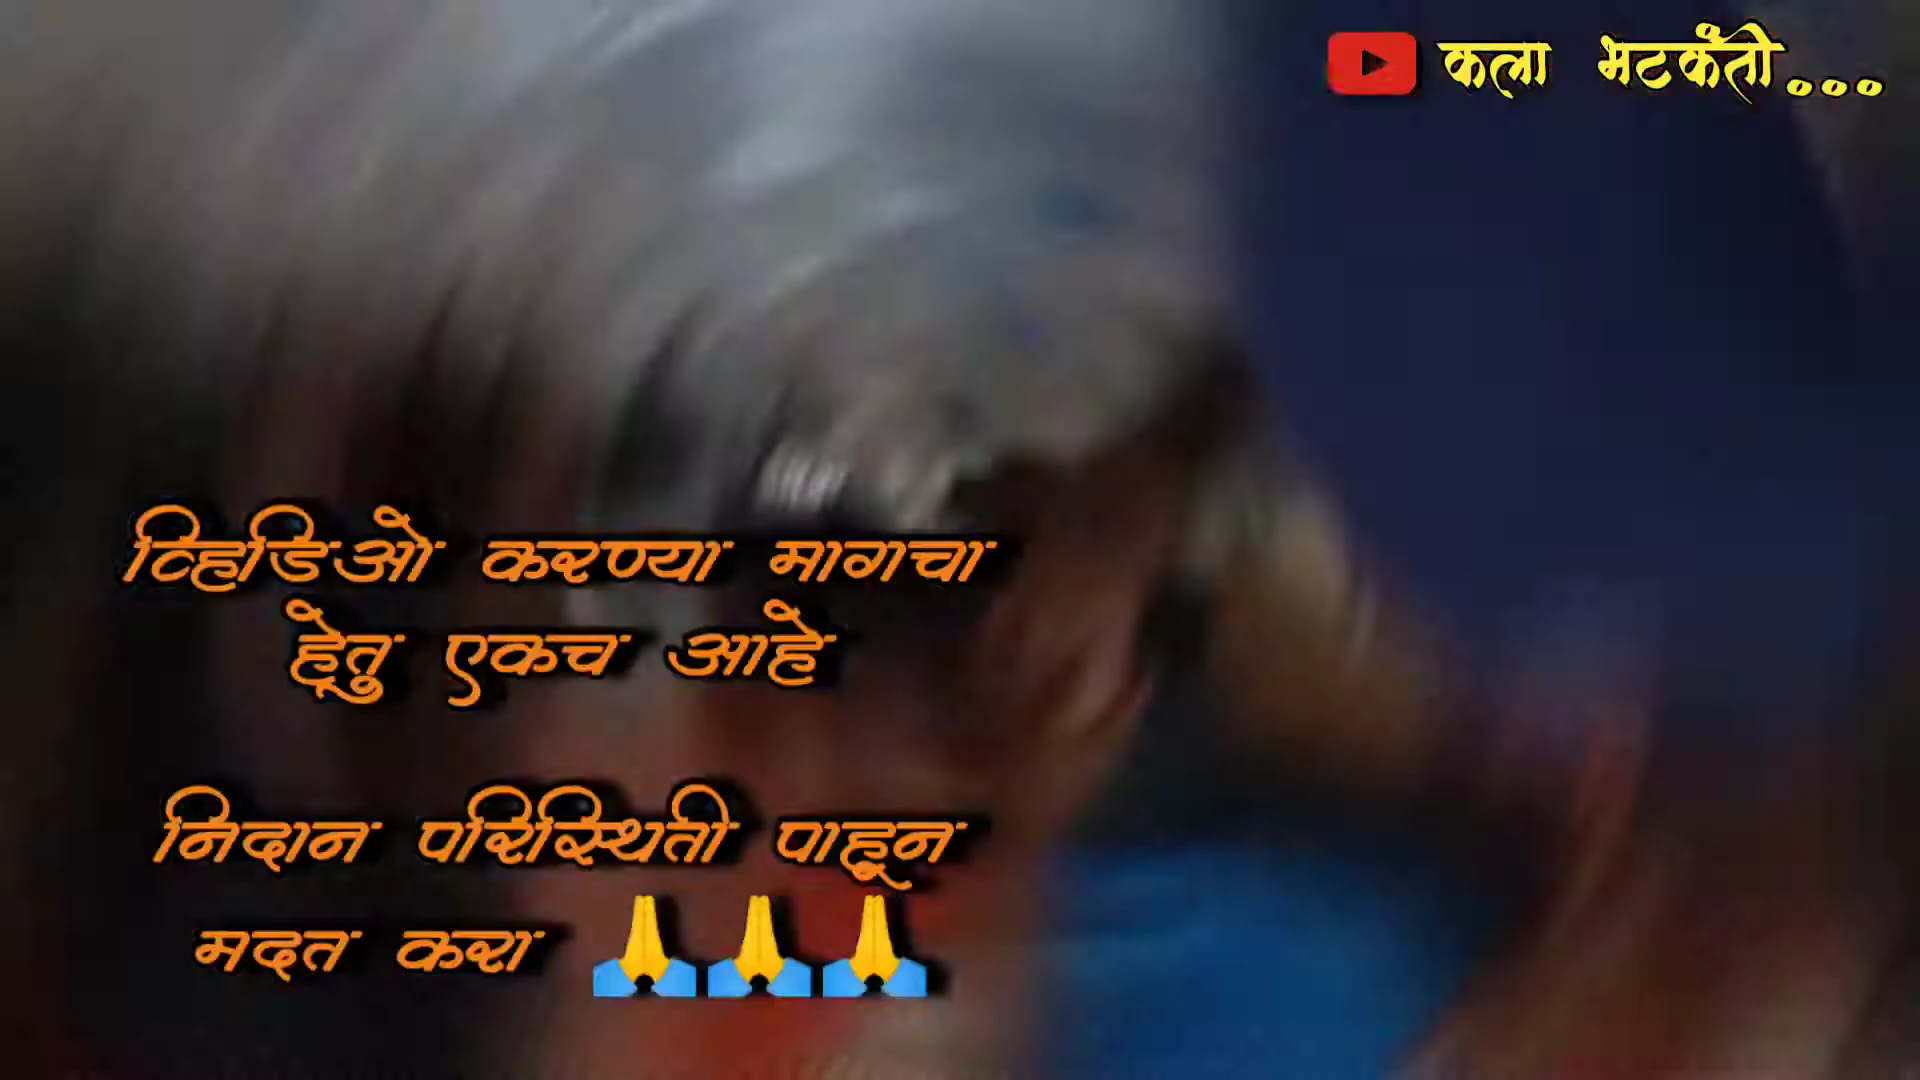 कला भटकंती...
व्हिडिओ करण्या मागचा
हेतु एकच आहे
निदान परिस्थिती पाहून
मदत करा 🙏🙏🙏